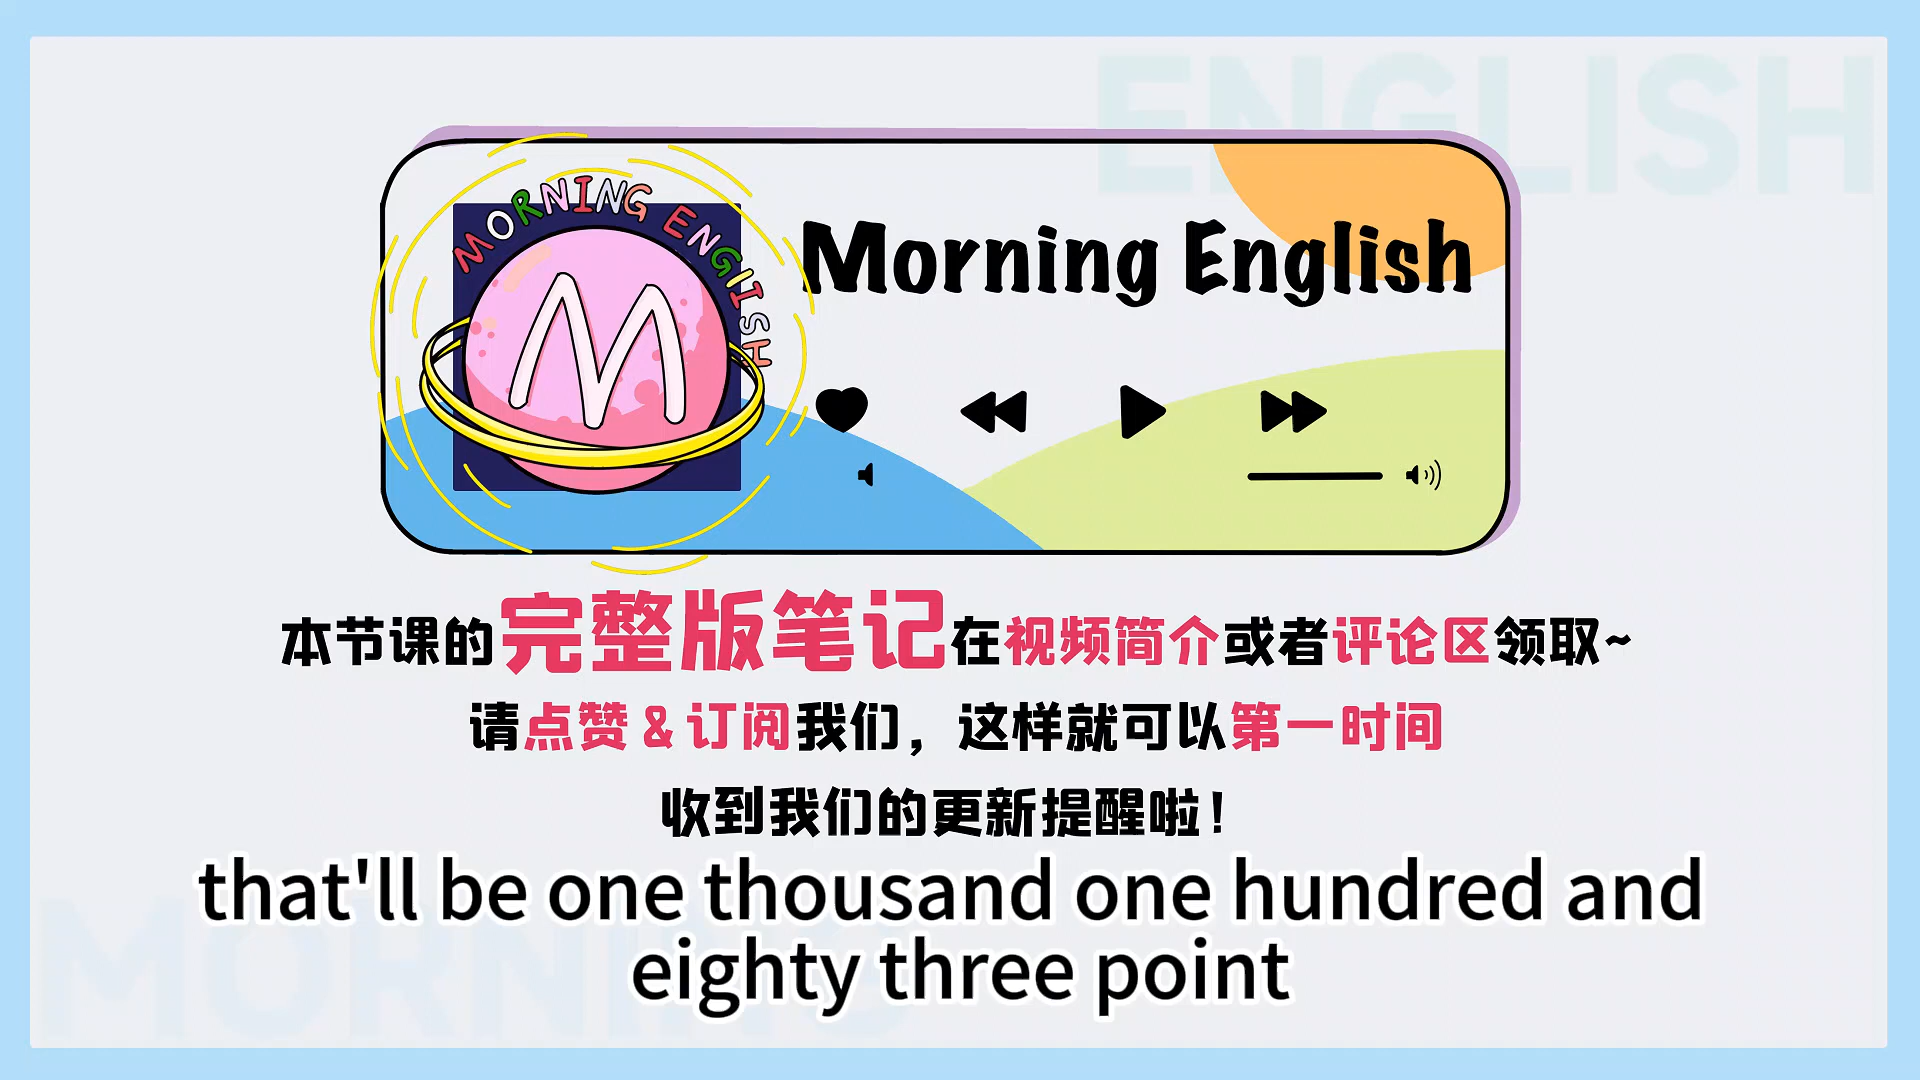 ENGLISH
MORNING ENGLISH
M
Morning English
本节课的完整版笔记在视频简介或者评论区领取~
请点赞&订阅我们，这样就可以第一时间
收到我们的更新提醒啦！
MORNING
that'll be one thousand one hundred and
eighty three point